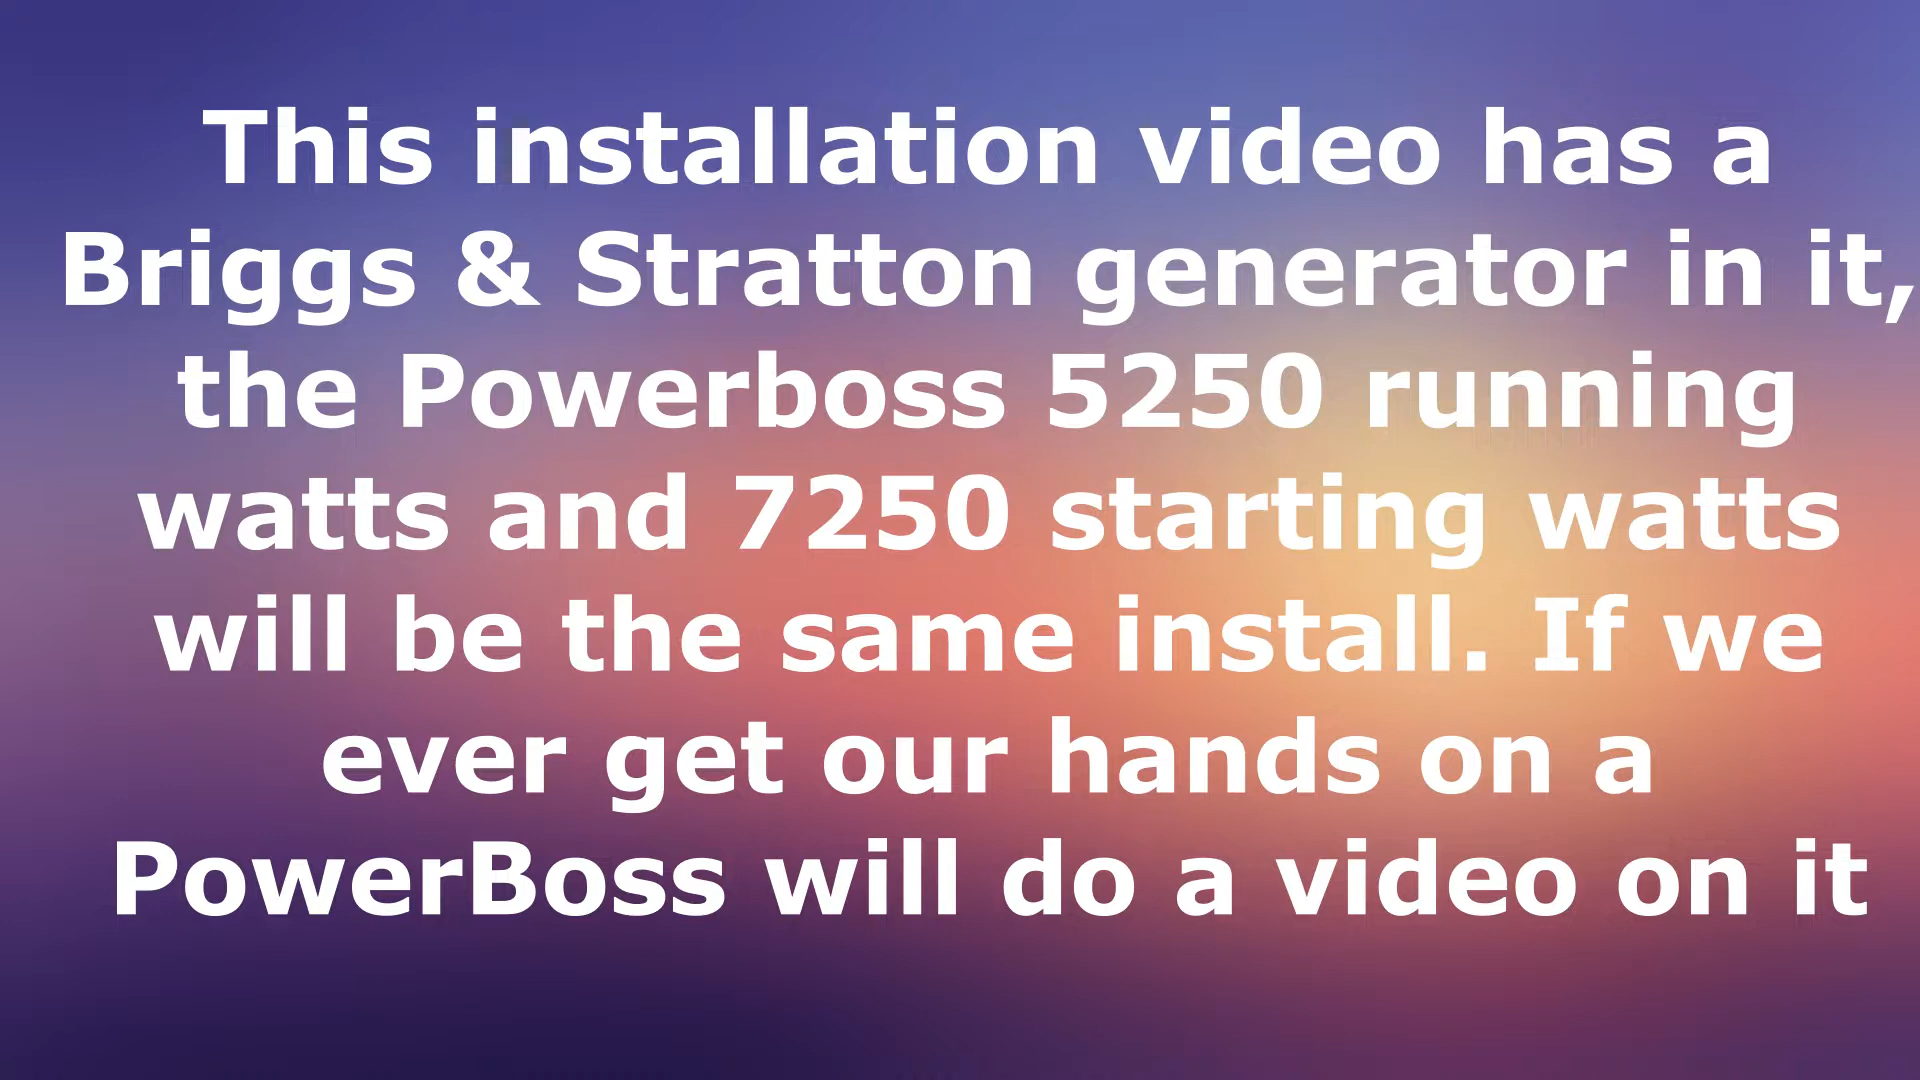 This installation video has a
Briggs & Stratton generator in it,
the Powerboss 5250 running
watts and 7250 starting watts
will be the same install. If we
ever get our hands on a
PowerBoss will do a video on it